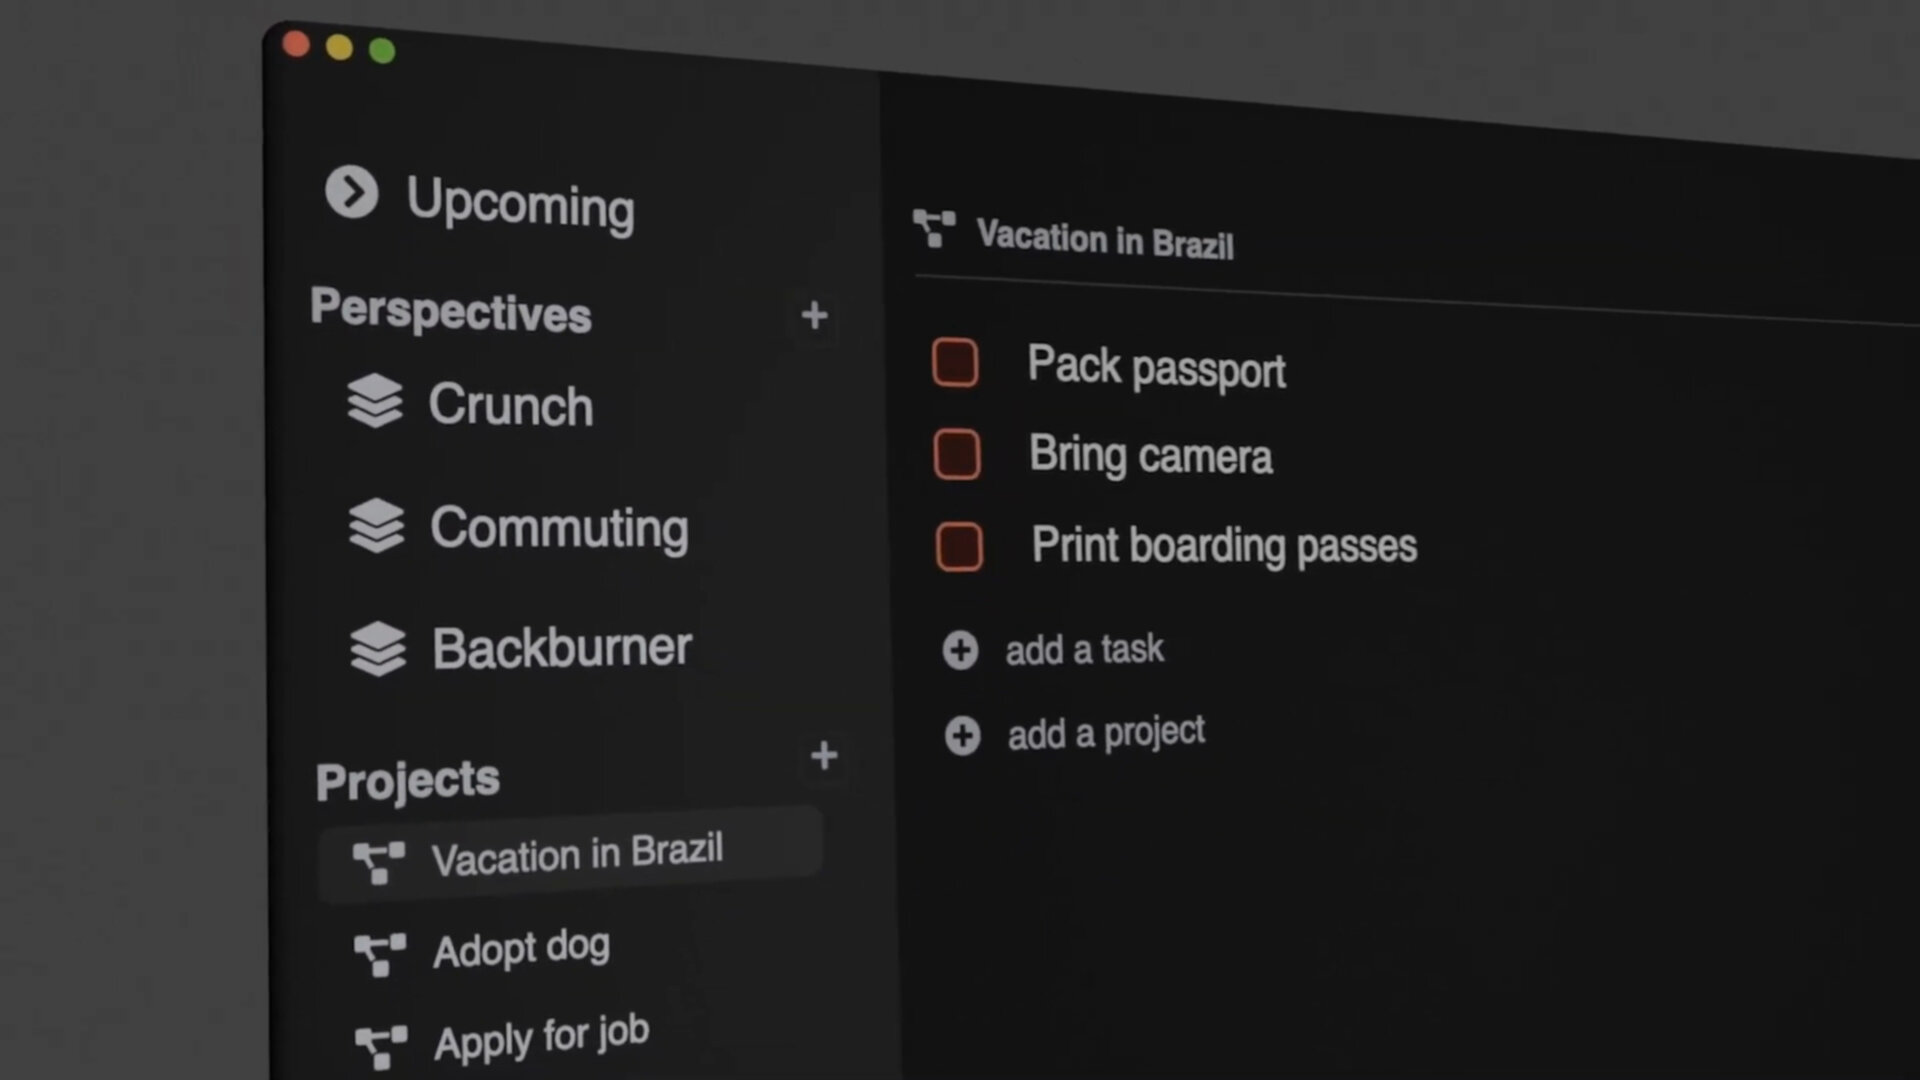 Upcoming
Perspectives
Crunch
Commuting
Backburner
Projects
Vacation in Brazil
Adopt dog
Apply for job
Vacation in Brazil
Pack passport
Bring camera
Print boarding passes
add a task
add a project